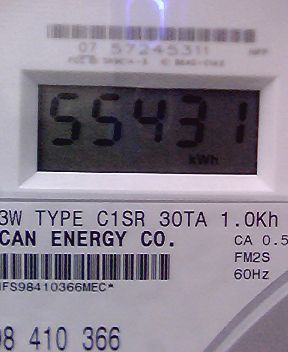 07 57245311
55431
kWh
3W TYPE C1SR 30TA 1.0Kh
CAN ENERGY CO.
CA 0.5
FM2S
60Hz
IFS98410366MEC*
98 410 366